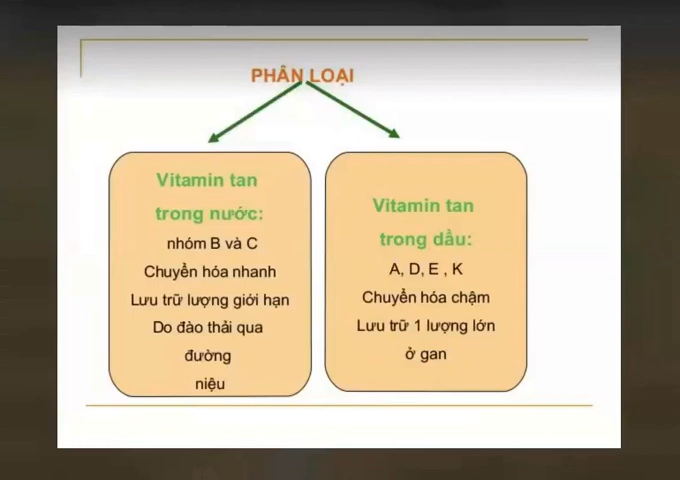 PHÂN LOẠI
Vitamin tan
trong nước:
nhóm B và C
Chuyển hóa nhanh
Lưu trữ lượng giới hạn
Do đào thải qua
đường
niệu
Vitamin tan
trong dầu:
A, D, E , K
Chuyển hóa chậm
Lưu trữ 1 lượng lớn
ở gan